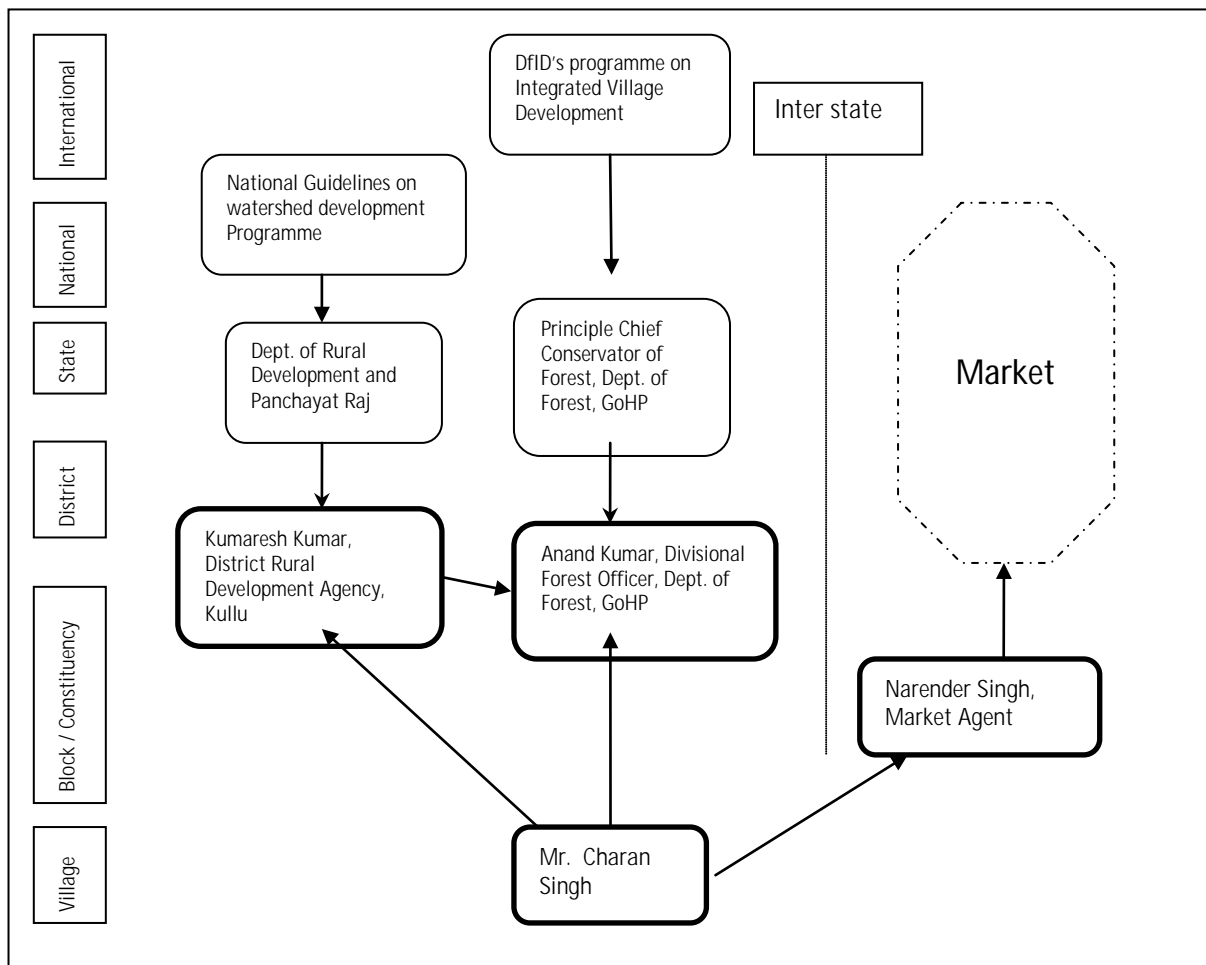 International
DfID's programme on
Integrated Village
Development
Inter state
National Guidelines on
watershed development
Programme
National
State
Dept. of Rural
Development and
Panchayat Raj
Principle Chief
Conservator of
Forest, Dept. of
Forest, GoHP
Market
District
Kumaresh Kumar,
District Rural
Development Agency,
Kullu
Anand Kumar, Divisional
Forest Officer, Dept. of
Forest, GoHP
Block / Constituency
Narender Singh,
Market Agent
Village
Mr. Charan
Singh